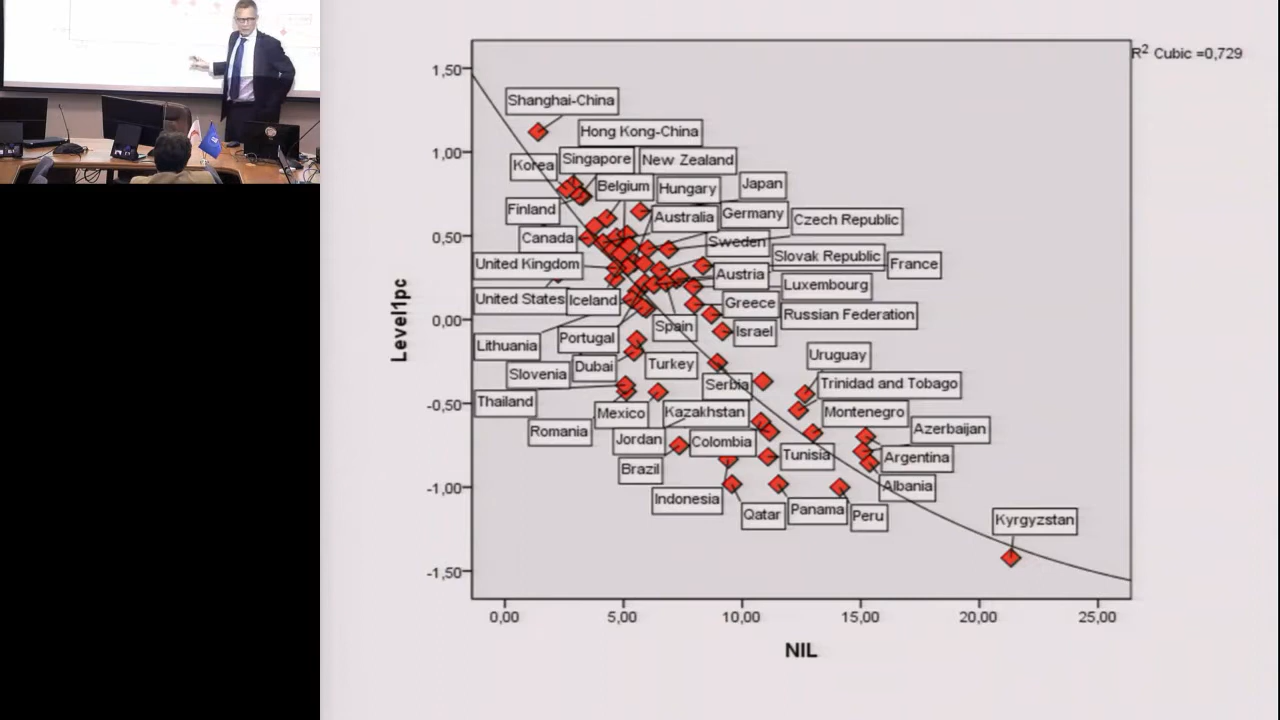 R² Cubic =0,729
1,50
Shanghai-China
Hong Kong-China
1,00
Korea
Singapore
New Zealand
Belgium
Hungary
Japan
Finland
Australia
Germany
Czech Republic
0,50
Canada
Sweden
United Kingdom
Slovak Republic
France
Austria
Luxembourg
United States
Iceland
Greece
Russian Federation
0,00
Level1pc
Spain
Israel
Lithuania
Portugal
Uruguay
Slovenia
Dubai
Turkey
Serbia
Trinidad and Tobago
-0,50
Thailand
Mexico
Kazakhstan
Montenegro
Romania
Jordan
Colombia
Azerbaijan
Brazil
Tunisia
Argentina
-1,00
Indonesia
Albania
Qatar
Panama
Peru
Kyrgyzstan
-1,50
0,00
5,00
10,00
15,00
20,00
25,00
NIL